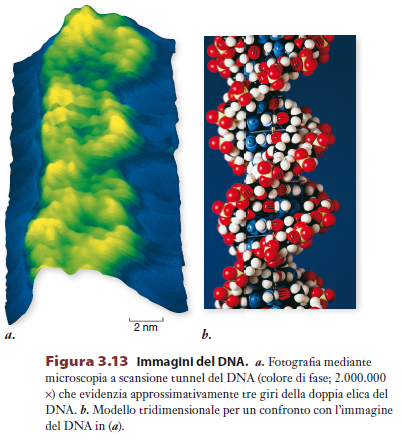 2 nm
a.
b.
Figura 3.13 Immagini del DNA. a. Fotografia mediante
microscopia a scansione tunnel del DNA (colore di fase; 2.000.000
×) che evidenzia approssimativamente tre giri della doppia elica del
DNA. b. Modello tridimensionale per un confronto con l'immagine
del DNA in (a).